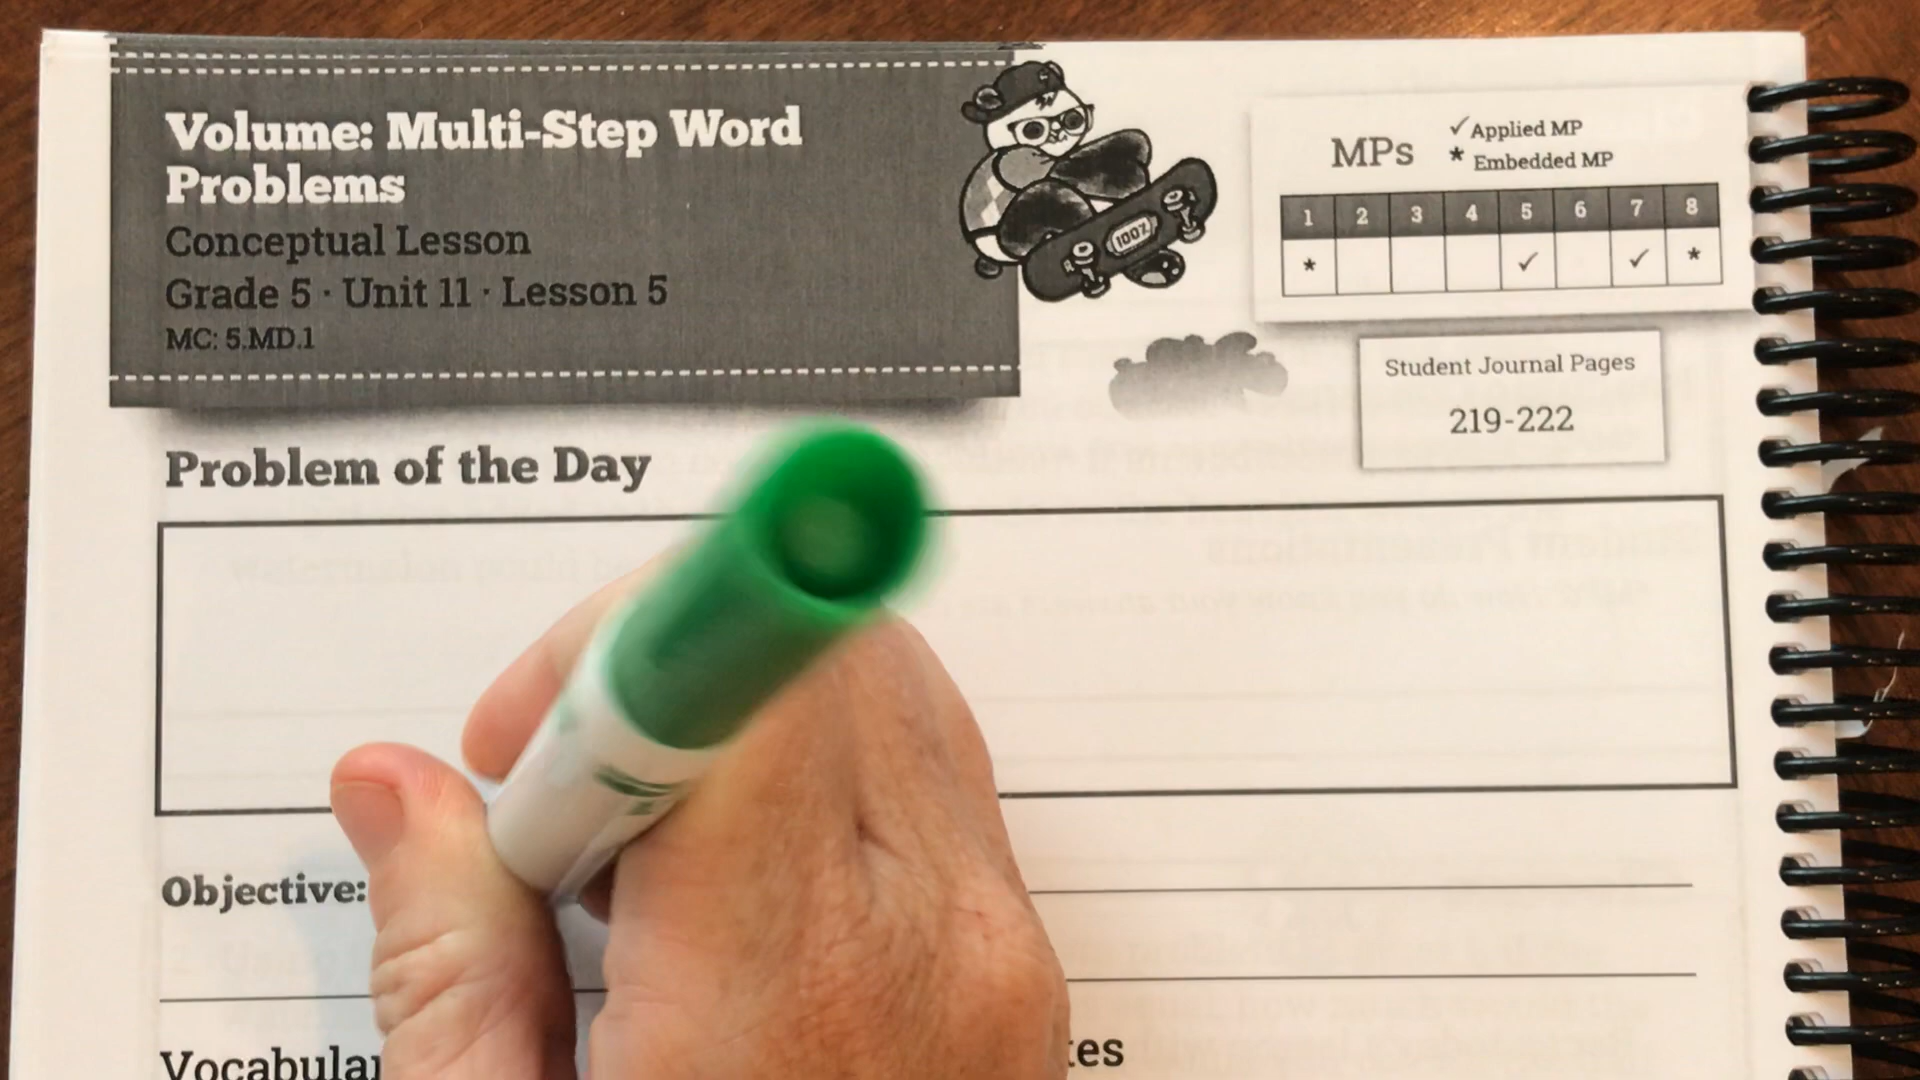 Volume: Multi-Step Word
Problems
Conceptual Lesson
Grade 5 · Unit 11 · Lesson 5
MC: 5.MD.1
100%
MPs
✓Applied MP
* Embedded MP
1 2 3 4 5 6 7 8
* ✓ ✓ *
Student Journal Pages
219-222
Problem of the Day
Objective: